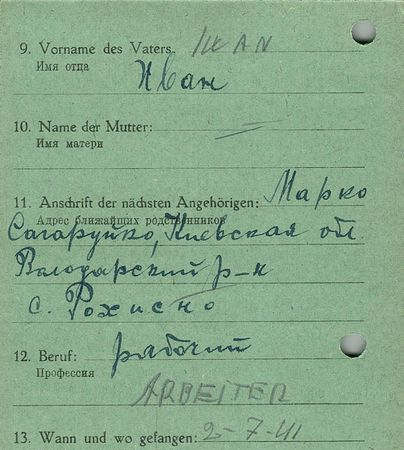 9. Vorname des Vaters: IWAN
Имя отца
Иван
10. Name der Mutter: —
Имя матери
11. Anschrift der nächsten Angehörigen: Марко
Адрес ближайших родственников
Сагаруйко, Киевская обл.
Володарский р-н
с. Рохисно
12. Beruf: рабочий
Профессия
ARBEITER
13. Wann und wo gefangen: 2-7-41